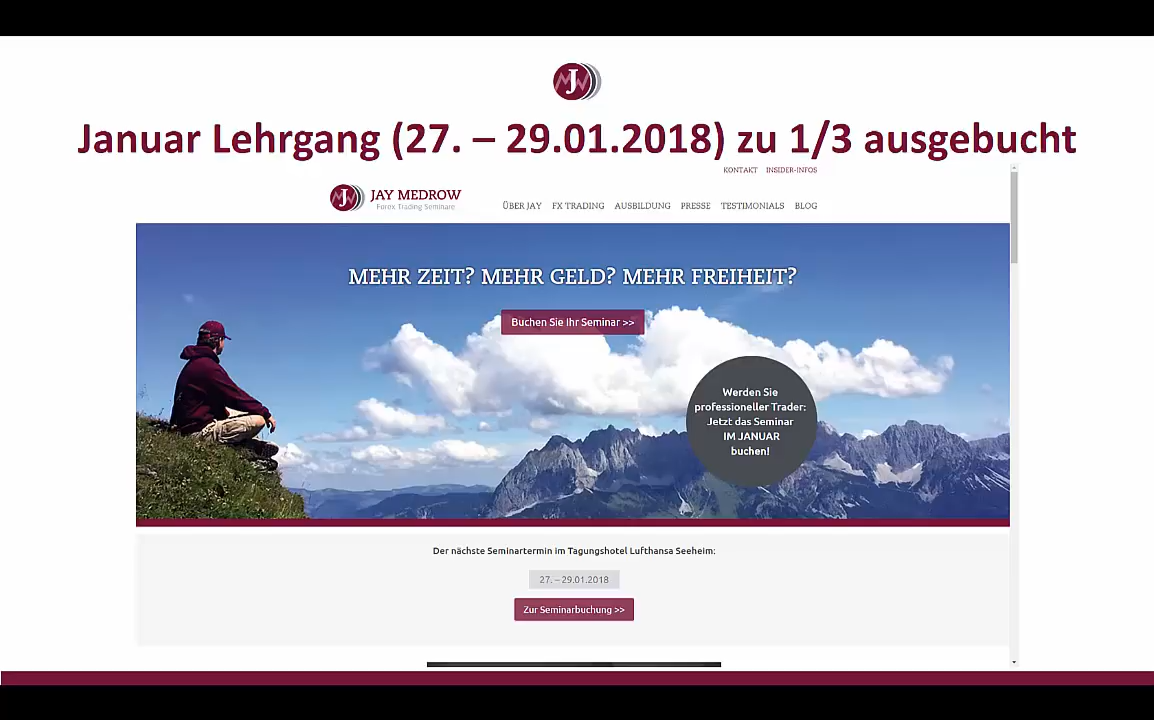 J
Januar Lehrgang (27. – 29.01.2018) zu 1/3 ausgebucht
KONTAKT INSIDER-INFOS
J JAY MEDROW
Forex Trading Seminare
ÜBER JAY FX TRADING AUSBILDUNG PRESSE TESTIMONIALS BLOG
MEHR ZEIT? MEHR GELD? MEHR FREIHEIT?
Buchen Sie Ihr Seminar >>
Werden Sie
professioneller Trader:
Jetzt das Seminar
IM JANUAR
buchen!
Der nächste Seminartermin im Tagungshotel Lufthansa Seeheim:
27. – 29.01.2018
Zur Seminarbuchung >>